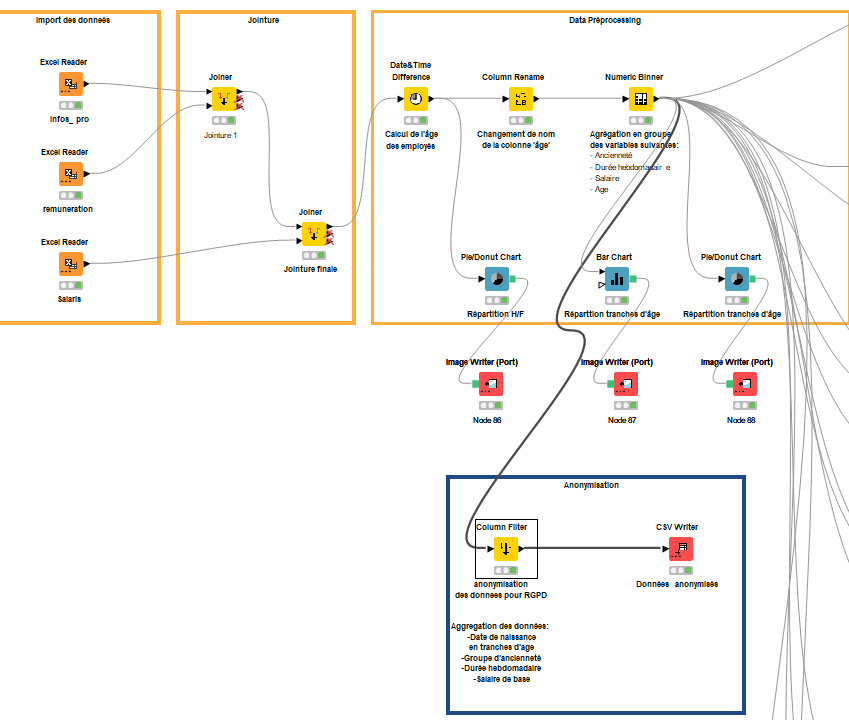 Import des donneés
Jointure
Data Préprocessing
Excel Reader
infos_ pro
Excel Reader
remuneration
Excel Reader
Salaris
Joiner
Jointure 1
Joiner
Jointure finale
Date&Time
Difference
Calcul de l'âge
des employés
Column Rename
Changement de nom
de la colonne 'âge'
Numeric Binner
Agrégation en groupe
des variables suivantes:
- Ancienneté
- Durée hebdomadair e
- Salaire
- Age
Pie/Donut Chart
Répartition H/F
Bar Chart
Répartition tranches d'âge
Pie/Donut Chart
Répartition tranches d'âge
Image Writer (Port)
Node 86
Image Writer (Port)
Node 87
Image Writer (Port)
Node 88
Anonymisation
Column Filter
anonymisation
des donnees pour RGPD
CSV Writer
Données anonymisés
Aggregation des données:
-Date de naissance
en tranches d'age
-Groupe d'ancienneté
-Durée hebdomadaire
-Salaire de base